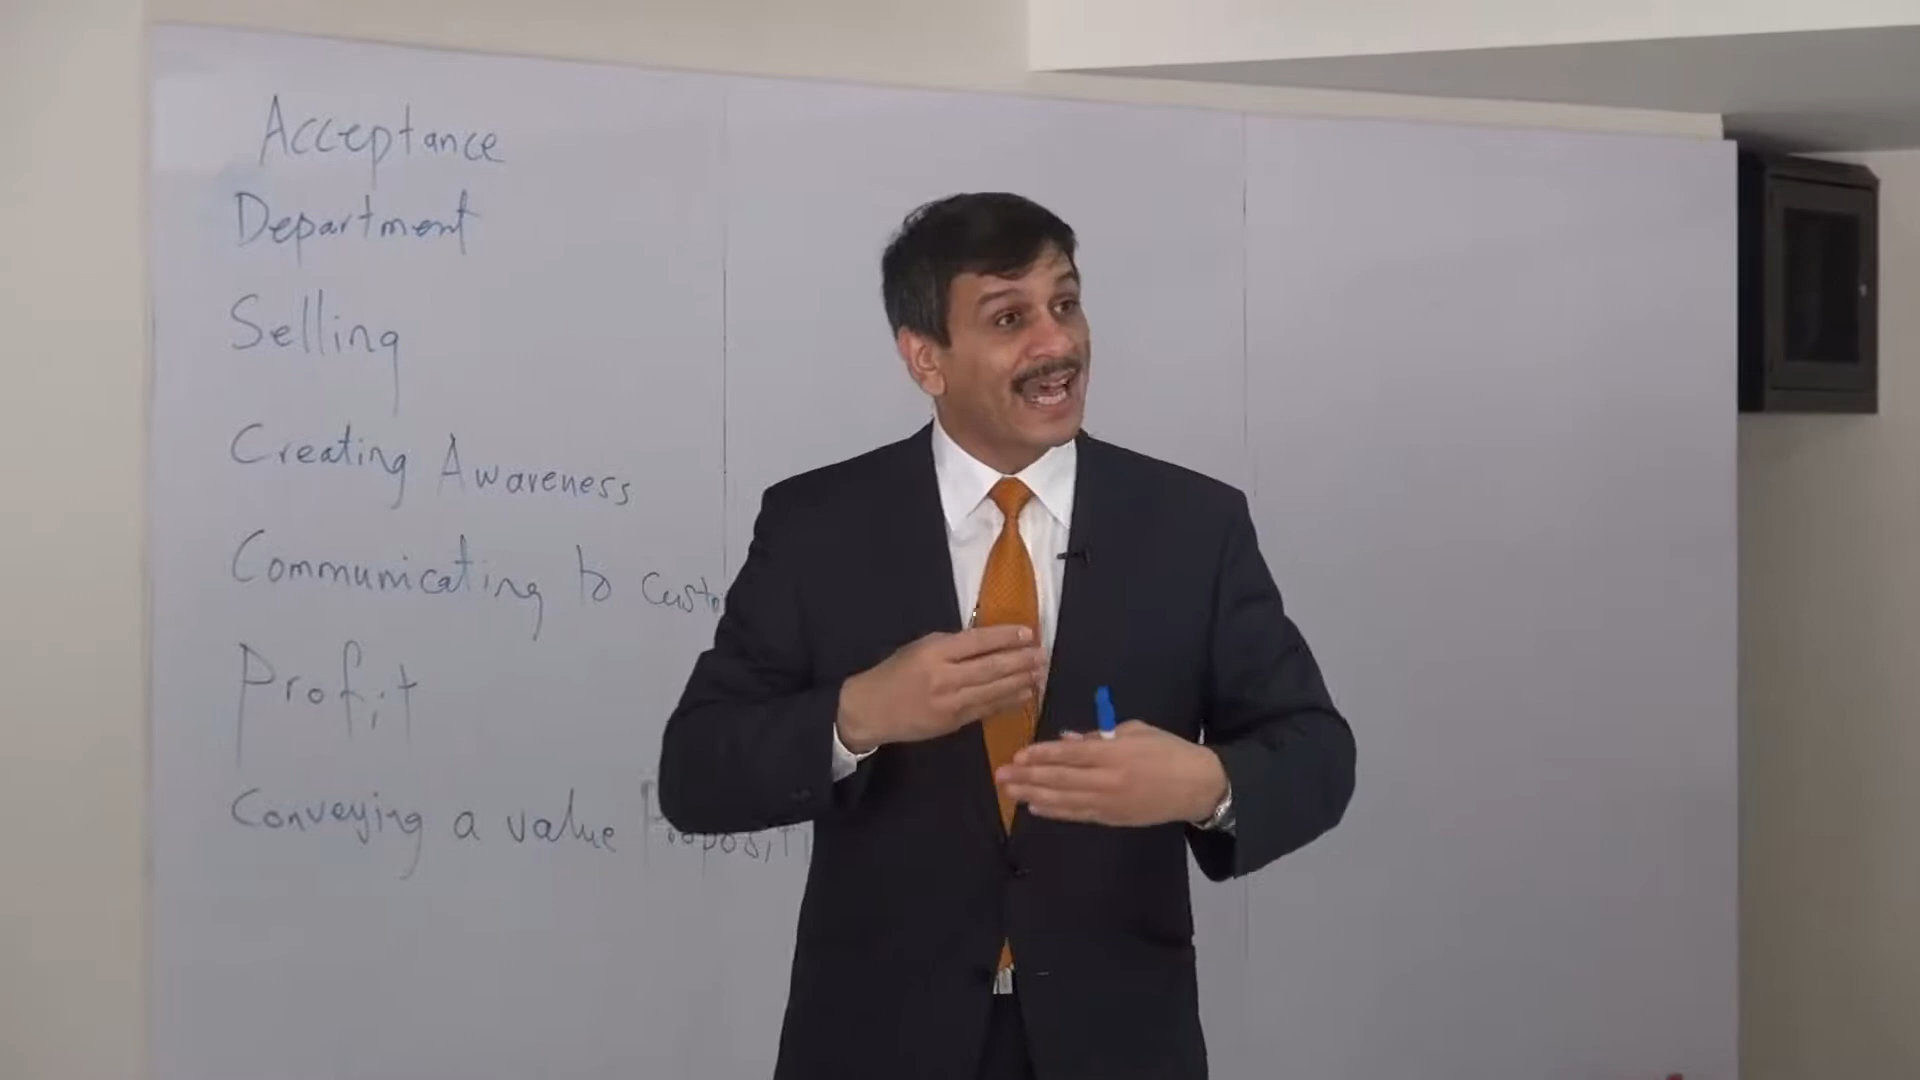 Acceptance
Department
Selling
Creating Awareness
Communicating to
Profit
Conveying a value